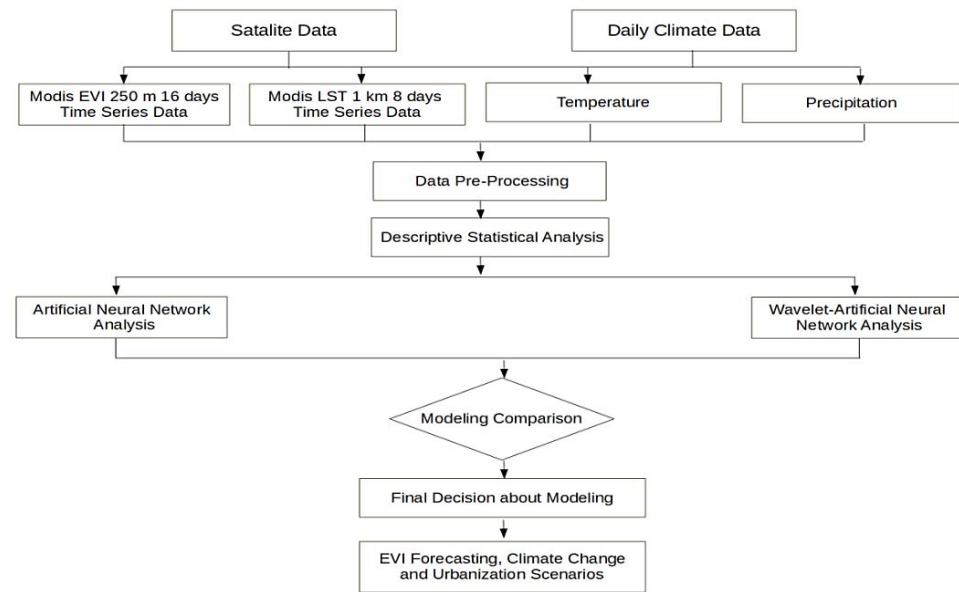 Satalite Data
Daily Climate Data
Modis EVI 250 m 16 days
Time Series Data
Modis LST 1 km 8 days
Time Series Data
Temperature
Precipitation
Data Pre-Processing
Descriptive Statistical Analysis
Artificial Neural Network
Analysis
Wavelet-Artificial Neural
Network Analysis
Modeling Comparison
Final Decision about Modeling
EVI Forecasting, Climate Change
and Urbanization Scenarios